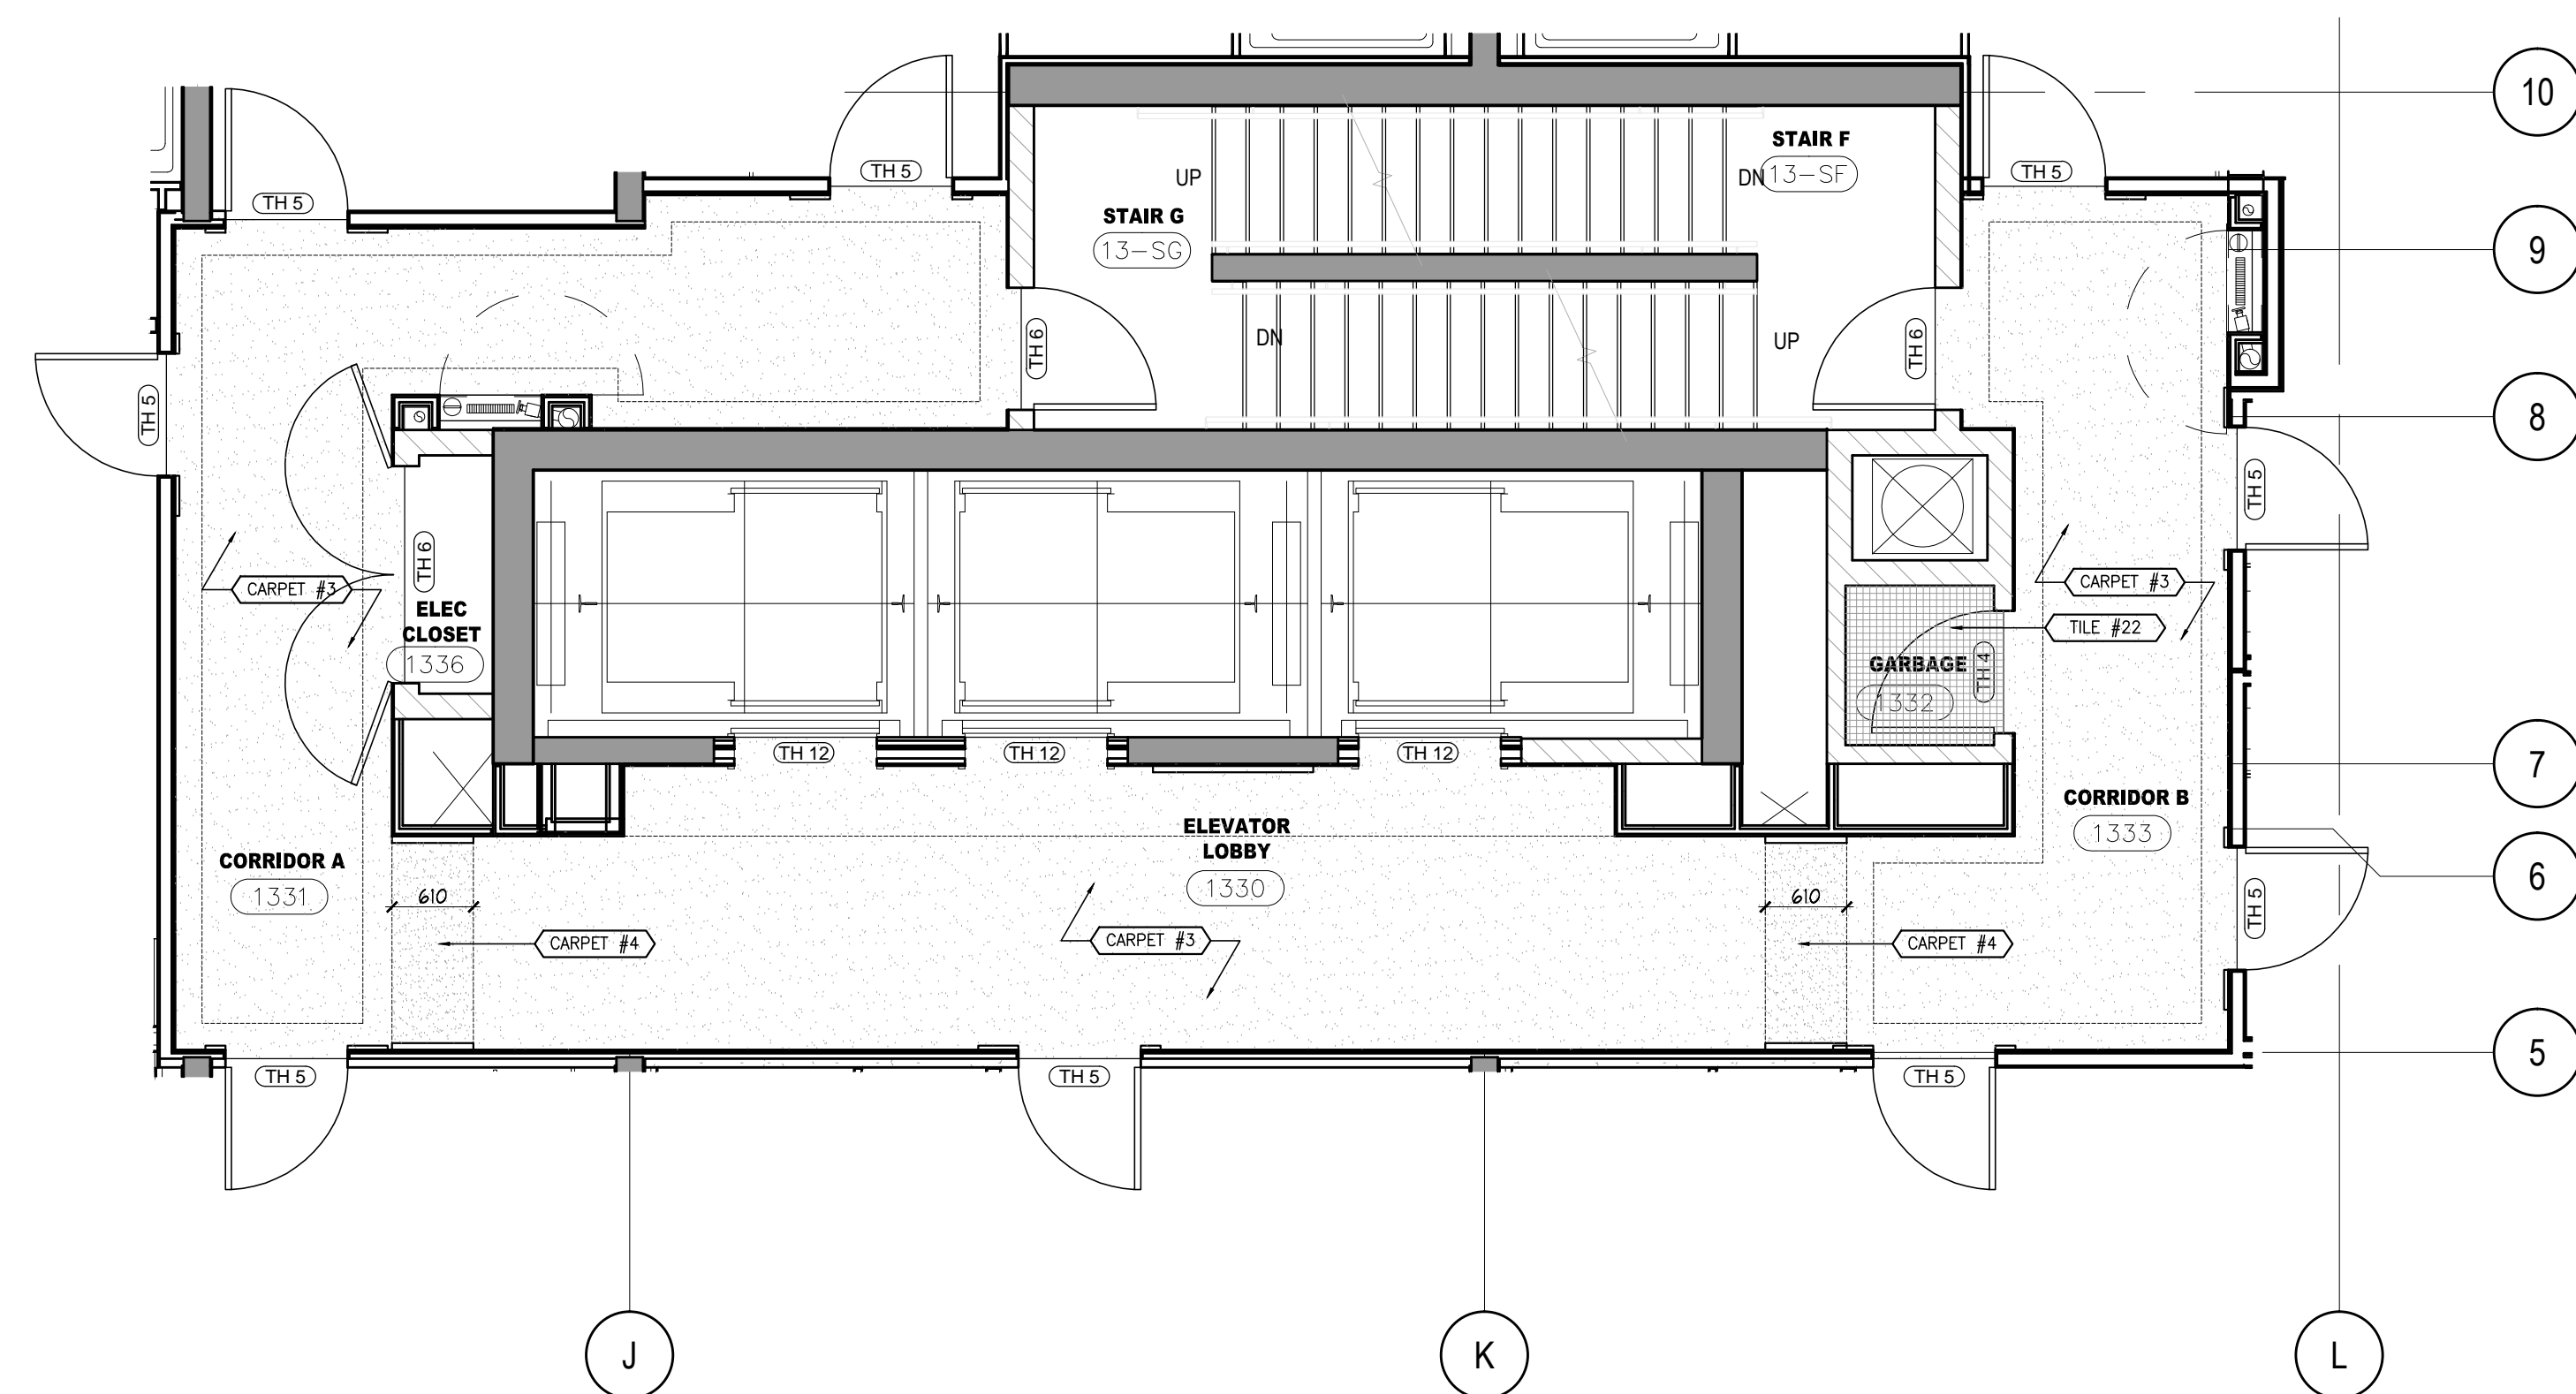 10
STAIR F
13-SF
TH 5
TH 5
UP
DN
TH 5
STAIR G
13-SG
9
DN
UP
TH 6
TH 6
TH 5
8
TH 5
TH 6
CARPET #3
CARPET #3
ELEC
CLOSET
1336
TILE #22
GARBAGE
1332
TH 4
TH 12
TH 12
TH 12
7
CORRIDOR B
1333
ELEVATOR
LOBBY
1330
CORRIDOR A
1331
6
610
610
TH 5
CARPET #4
CARPET #3
CARPET #4
5
TH 5
TH 5
TH 5
J
K
L